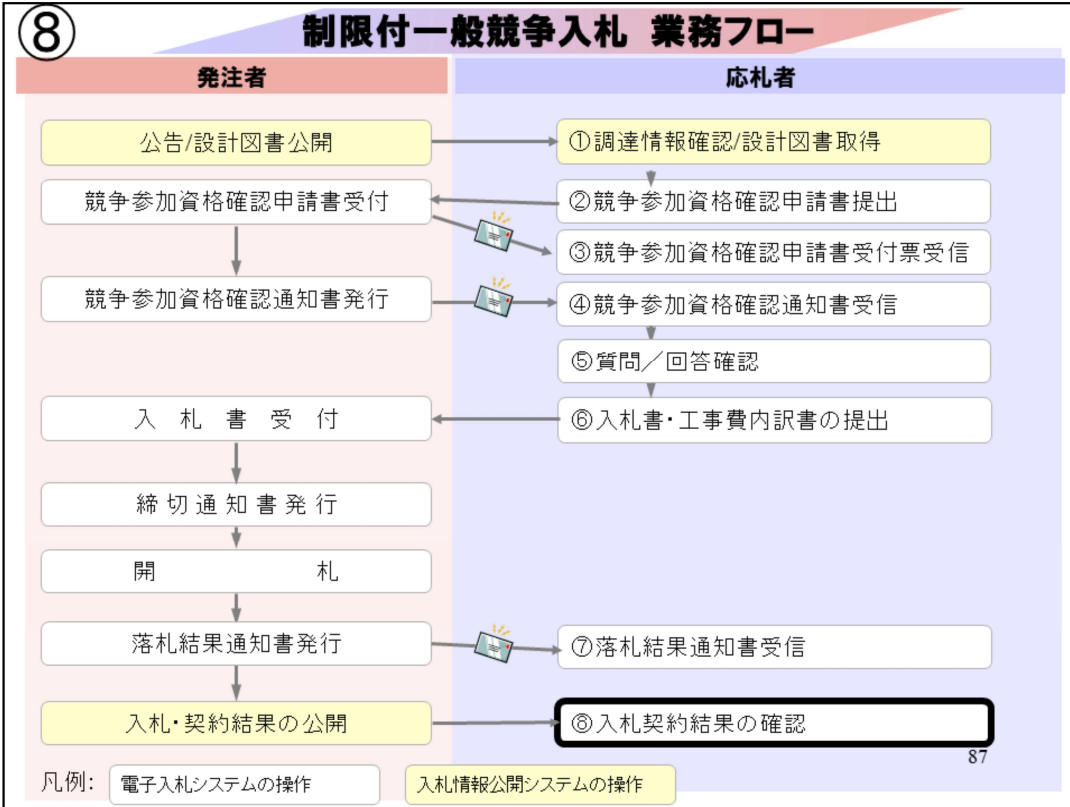 ⑧
制限付一般競争入札 業務フロー
発注者
応札者
公告/設計図書公開
①調達情報確認/設計図書取得
競争参加資格確認申請書受付
②競争参加資格確認申請書提出
③競争参加資格確認申請書受付票受信
競争参加資格確認通知書発行
④競争参加資格確認通知書受信
⑤質問／回答確認
入 札 書 受 付
⑥入札書・工事費内訳書の提出
締 切 通 知 書 発 行
開 札
落札結果通知書発行
⑦落札結果通知書受信
入札・契約結果の公開
⑧入札契約結果の確認
87
凡例:
電子入札システムの操作
入札情報公開システムの操作